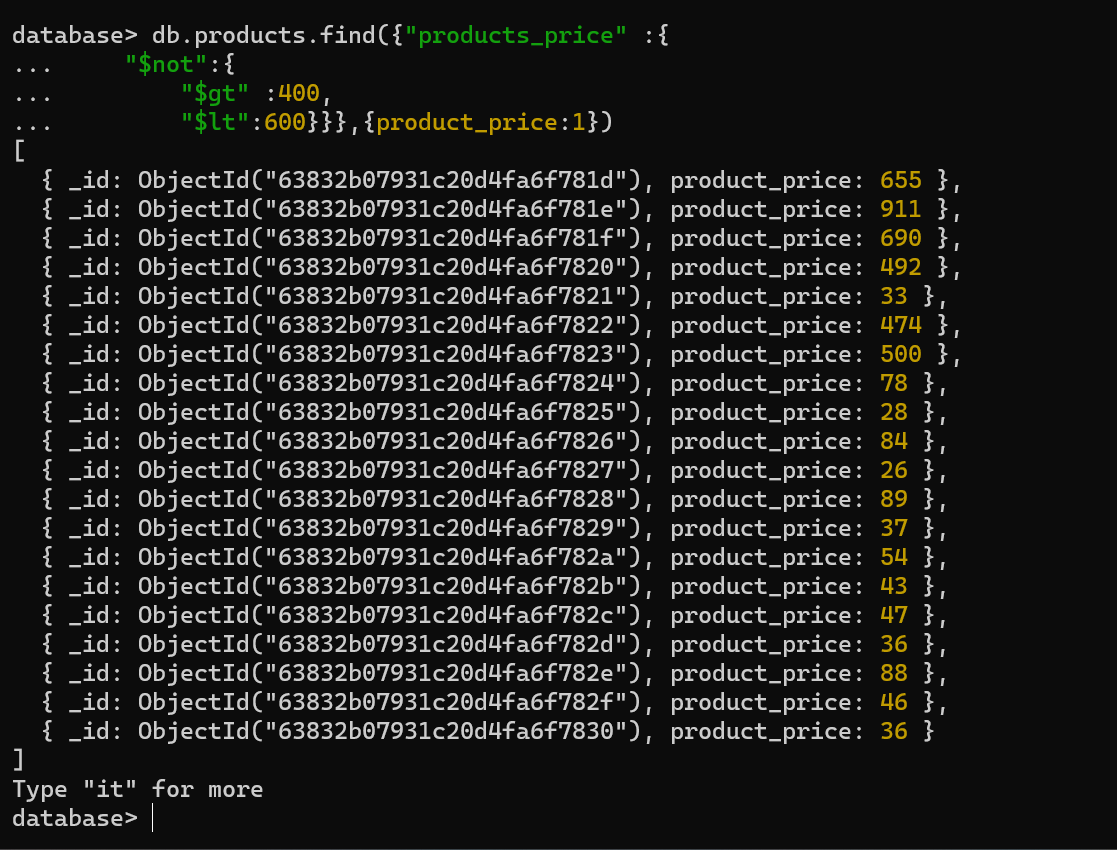 database> db.products.find({"products_price" :{
...     "$not":{
...         "$gt" :400,
...         "$lt":600}}},{product_price:1})
[
  { _id: ObjectId("63832b07931c20d4fa6f781d"), product_price: 655 },
  { _id: ObjectId("63832b07931c20d4fa6f781e"), product_price: 911 },
  { _id: ObjectId("63832b07931c20d4fa6f781f"), product_price: 690 },
  { _id: ObjectId("63832b07931c20d4fa6f7820"), product_price: 492 },
  { _id: ObjectId("63832b07931c20d4fa6f7821"), product_price: 33 },
  { _id: ObjectId("63832b07931c20d4fa6f7822"), product_price: 474 },
  { _id: ObjectId("63832b07931c20d4fa6f7823"), product_price: 500 },
  { _id: ObjectId("63832b07931c20d4fa6f7824"), product_price: 78 },
  { _id: ObjectId("63832b07931c20d4fa6f7825"), product_price: 28 },
  { _id: ObjectId("63832b07931c20d4fa6f7826"), product_price: 84 },
  { _id: ObjectId("63832b07931c20d4fa6f7827"), product_price: 26 },
  { _id: ObjectId("63832b07931c20d4fa6f7828"), product_price: 89 },
  { _id: ObjectId("63832b07931c20d4fa6f7829"), product_price: 37 },
  { _id: ObjectId("63832b07931c20d4fa6f782a"), product_price: 54 },
  { _id: ObjectId("63832b07931c20d4fa6f782b"), product_price: 43 },
  { _id: ObjectId("63832b07931c20d4fa6f782c"), product_price: 47 },
  { _id: ObjectId("63832b07931c20d4fa6f782d"), product_price: 36 },
  { _id: ObjectId("63832b07931c20d4fa6f782e"), product_price: 88 },
  { _id: ObjectId("63832b07931c20d4fa6f782f"), product_price: 46 },
  { _id: ObjectId("63832b07931c20d4fa6f7830"), product_price: 36 }
]
Type "it" for more
database>